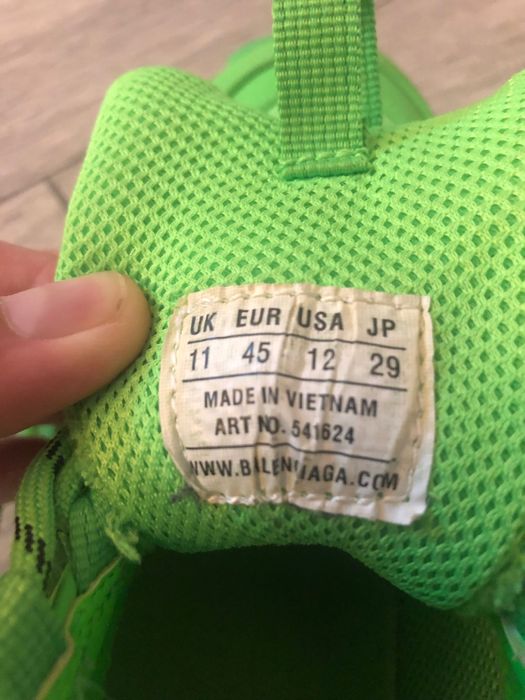 UK EUR USA JP
11 45 12 29
MADE IN VIETNAM
ART NO. 541624
WWW.BALENCIAGA.COM